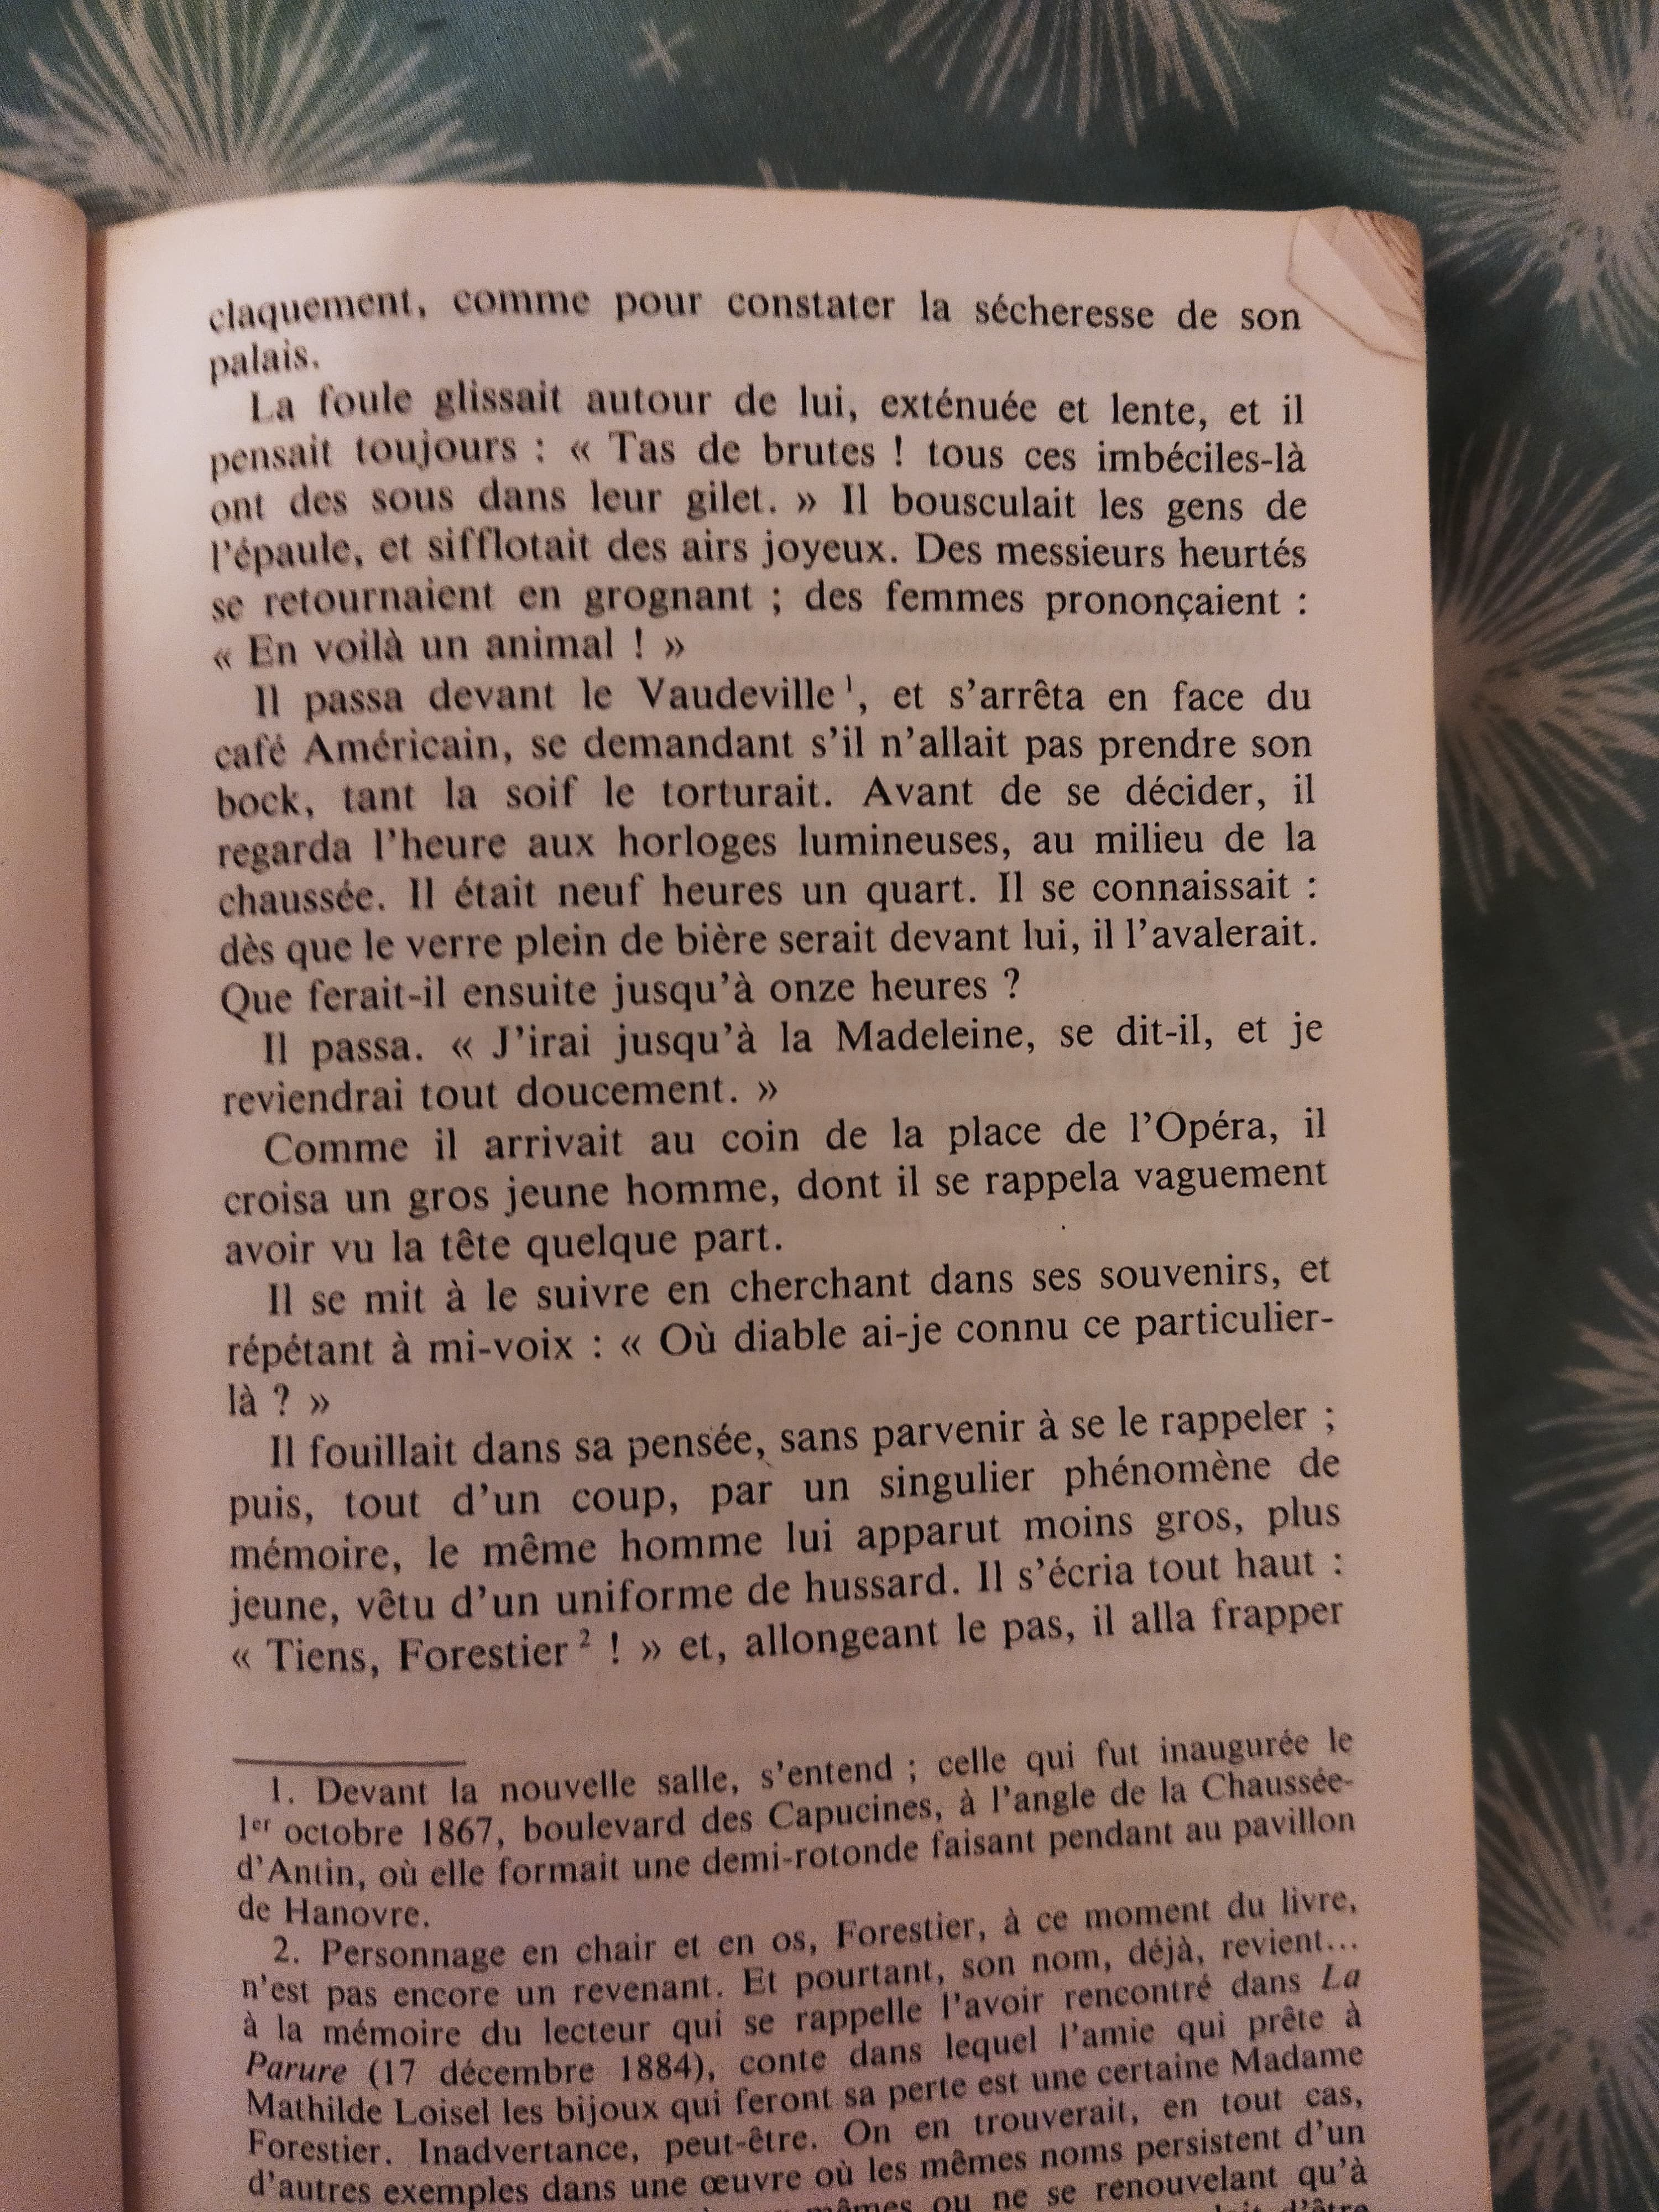 claquement, comme pour constater la sécheresse de son
palais.
La foule glissait autour de lui, exténuée et lente, et il
pensait toujours : « Tas de brutes ! tous ces imbéciles-là
ont des sous dans leur gilet. » Il bousculait les gens de
l'épaule, et sifflotait des airs joyeux. Des messieurs heurtés
se retournaient en grognant ; des femmes prononçaient :
« En voilà un animal ! »
Il passa devant le Vaudeville ¹, et s'arrêta en face du
café Américain, se demandant s'il n'allait pas prendre son
bock, tant la soif le torturait. Avant de se décider, il
regarda l'heure aux horloges lumineuses, au milieu de la
chaussée. Il était neuf heures un quart. Il se connaissait :
dès que le verre plein de bière serait devant lui, il l'avalerait.
Que ferait-il ensuite jusqu'à onze heures ?
Il passa. « J'irai jusqu'à la Madeleine, se dit-il, et je
reviendrai tout doucement. »
Comme il arrivait au coin de la place de l'Opéra, il
croisa un gros jeune homme, dont il se rappela vaguement
avoir vu la tête quelque part.
Il se mit à le suivre en cherchant dans ses souvenirs, et
répétant à mi-voix : « Où diable ai-je connu ce particulier-
là ? »
Il fouillait dans sa pensée, sans parvenir à se le rappeler ;
puis, tout d'un coup, par un singulier phénomène de
mémoire, le même homme lui apparut moins gros, plus
jeune, vêtu d'un uniforme de hussard. Il s'écria tout haut :
« Tiens, Forestier ² ! » et, allongeant le pas, il alla frapper
1. Devant la nouvelle salle, s'entend ; celle qui fut inaugurée le
1er octobre 1867, boulevard des Capucines, à l'angle de la Chaussée-
d'Antin, où elle formait une demi-rotonde faisant pendant au pavillon
de Hanovre.
2. Personnage en chair et en os, Forestier, à ce moment du livre,
n'est pas encore un revenant. Et pourtant, son nom, déjà, revient...
à la mémoire du lecteur qui se rappelle l'avoir rencontré dans La
Parure (17 décembre 1884), conte dans lequel l'amie qui prête à
Mathilde Loisel les bijoux qui feront sa perte est une certaine Madame
Forestier. Inadvertance, peut-être. On en trouverait, en tout cas,
d'autres exemples dans une œuvre où les mêmes noms persistent d'un
mêmes ou ne se renouvelant qu'à
d'être